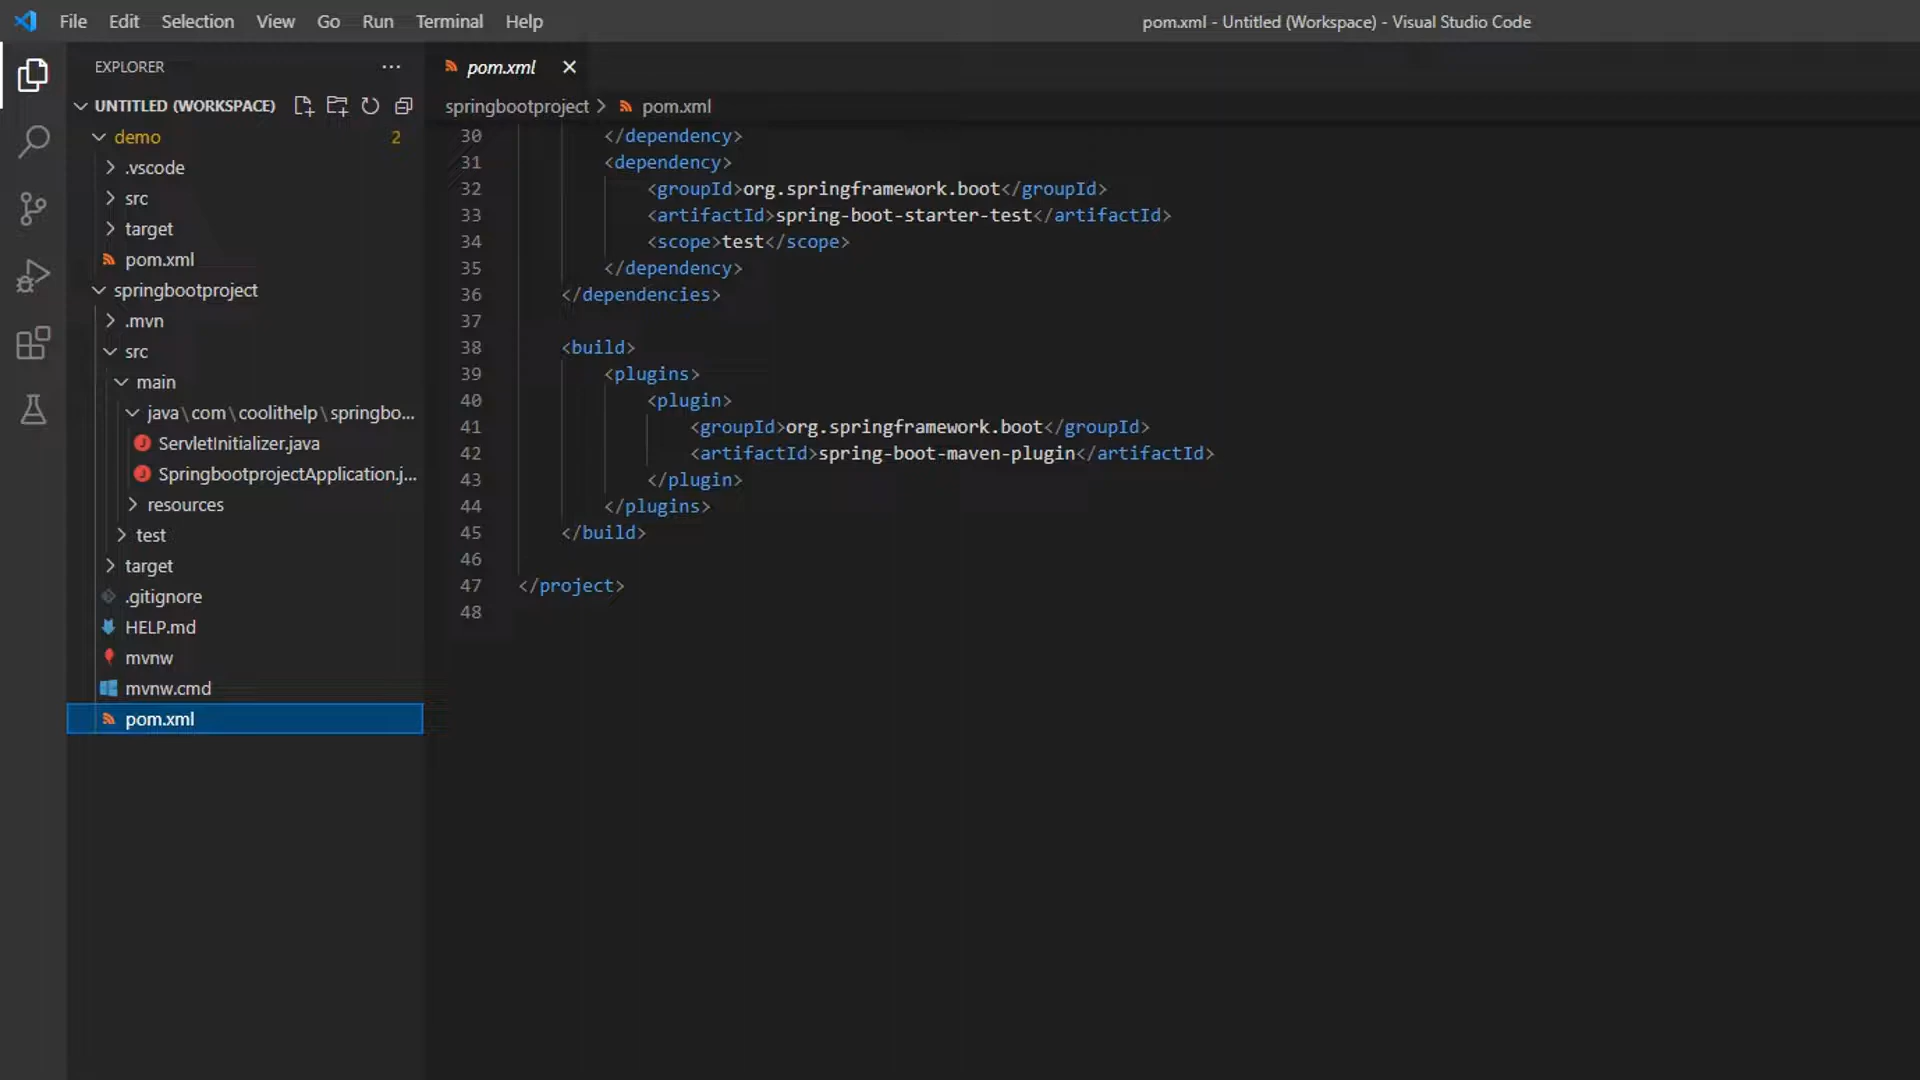 File Edit Selection View Go Run Terminal Help
pom.xml - Untitled (Workspace) - Visual Studio Code
EXPLORER
UNTITLED (WORKSPACE)
demo 2
.vscode
src
target
pom.xml
springbootproject
.mvn
src
main
java\com\coolithelp\springbo...
ServletInitializer.java
SpringbootprojectApplication.j...
resources
test
target
.gitignore
HELP.md
mvnw
mvnw.cmd
pom.xml
pom.xml
springbootproject > pom.xml
30 </dependency>
31 <dependency>
32 <groupId>org.springframework.boot</groupId>
33 <artifactId>spring-boot-starter-test</artifactId>
34 <scope>test</scope>
35 </dependency>
36 </dependencies>
37
38 <build>
39 <plugins>
40 <plugin>
41 <groupId>org.springframework.boot</groupId>
42 <artifactId>spring-boot-maven-plugin</artifactId>
43 </plugin>
44 </plugins>
45 </build>
46
47 </project>
48